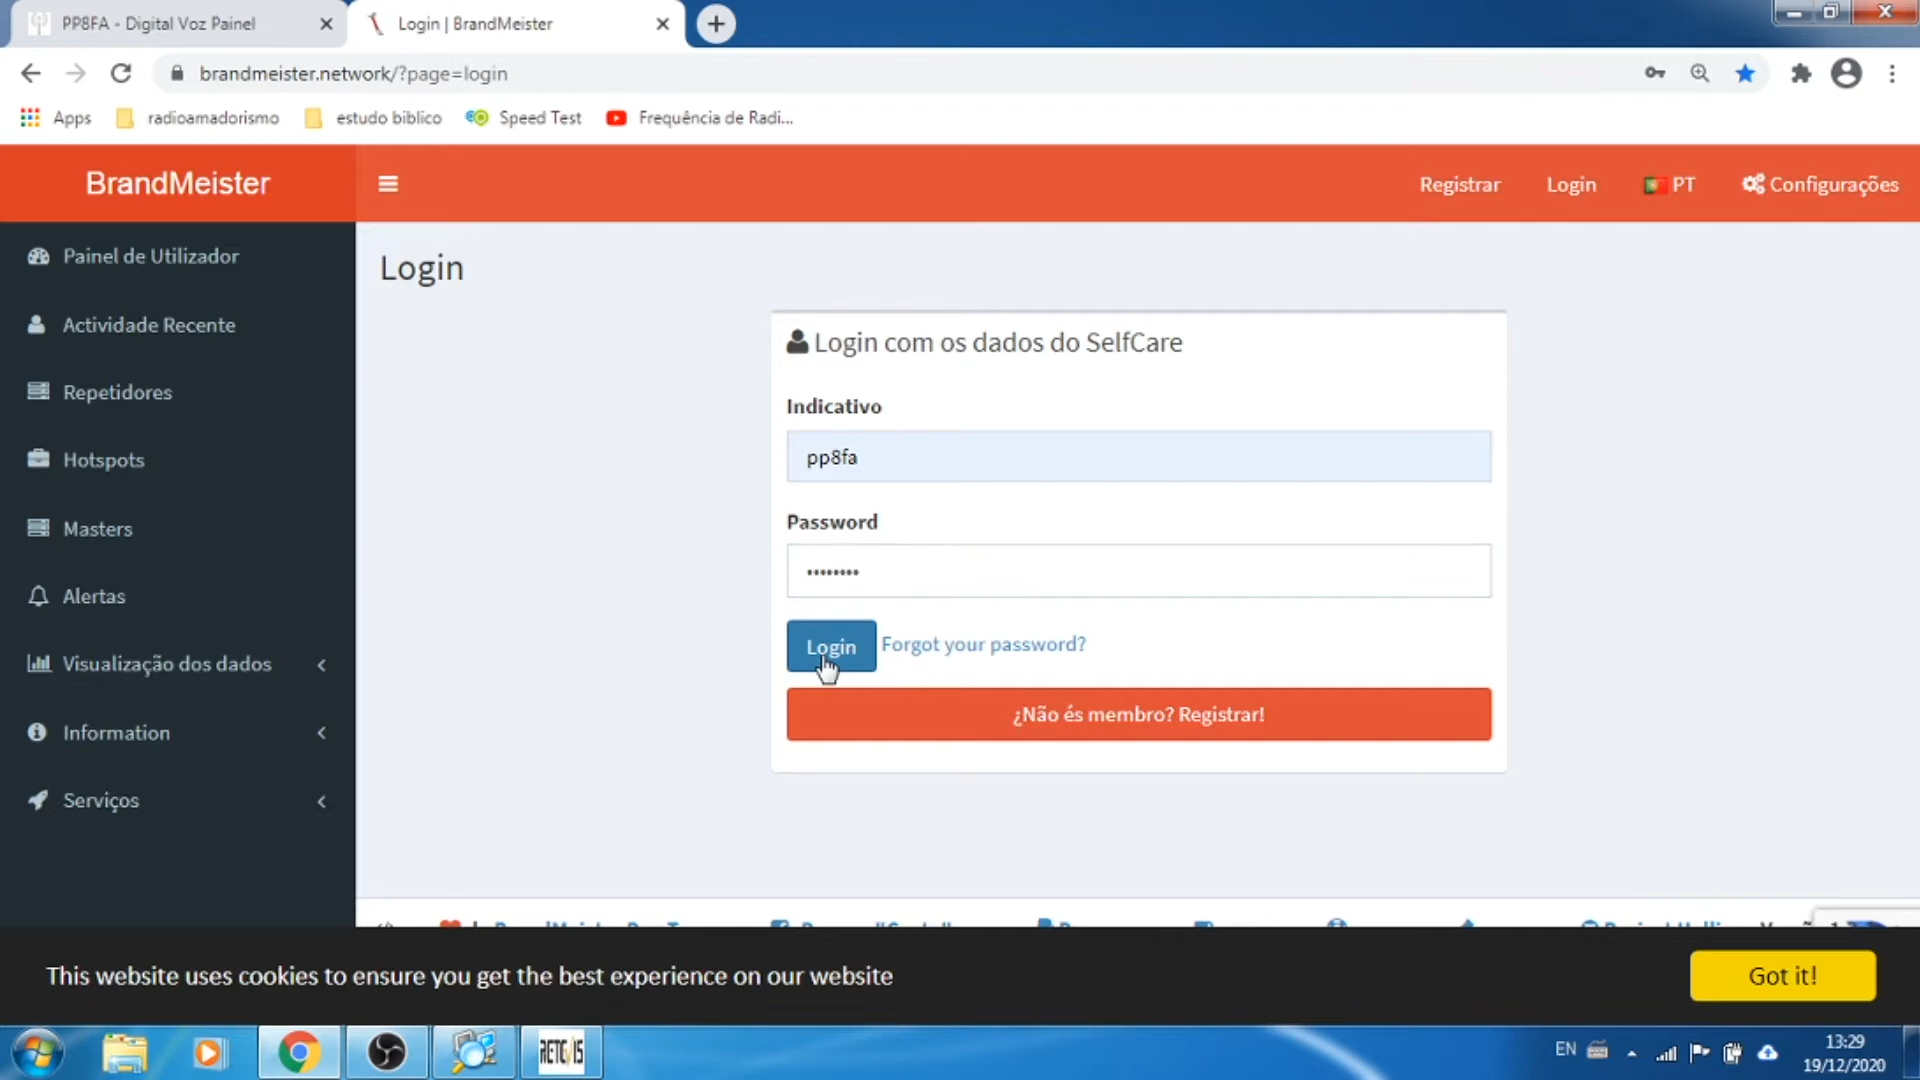 PP8FA - Digital Voz Painel
Login | BrandMeister
brandmeister.network/?page=login
Apps radioamadorismo estudo biblico Speed Test Frequência de Radi...
BrandMeister
Registrar Login PT Configurações
Painel de Utilizador
Actividade Recente
Repetidores
Hotspots
Masters
Alertas
Visualização dos dados
Information
Serviços
Login
Login com os dados do SelfCare
Indicativo
pp8fa
Password
••••••••
Login Forgot your password?
¿Não és membro? Registrar!
This website uses cookies to ensure you get the best experience on our website
Got it!
RETEVIS
EN
13:29
19/12/2020